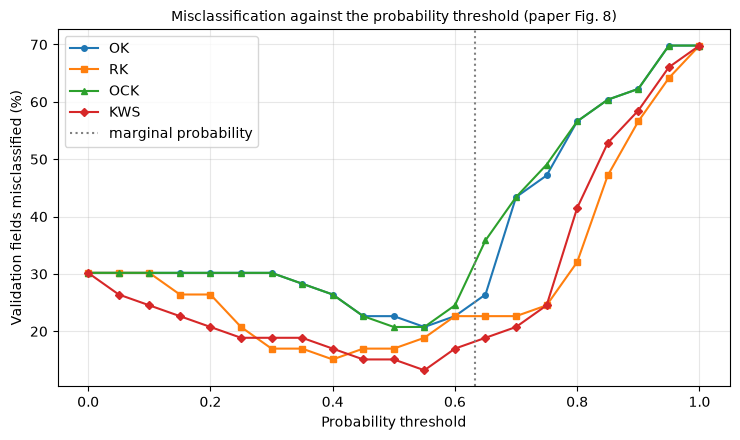 Misclassification against the probability threshold (paper Fig. 8)
OK
RK
OCK
KWS
marginal probability
Validation fields misclassified (%)
70
60
50
40
30
20
0.0
0.2
0.4
0.6
0.8
1.0
Probability threshold